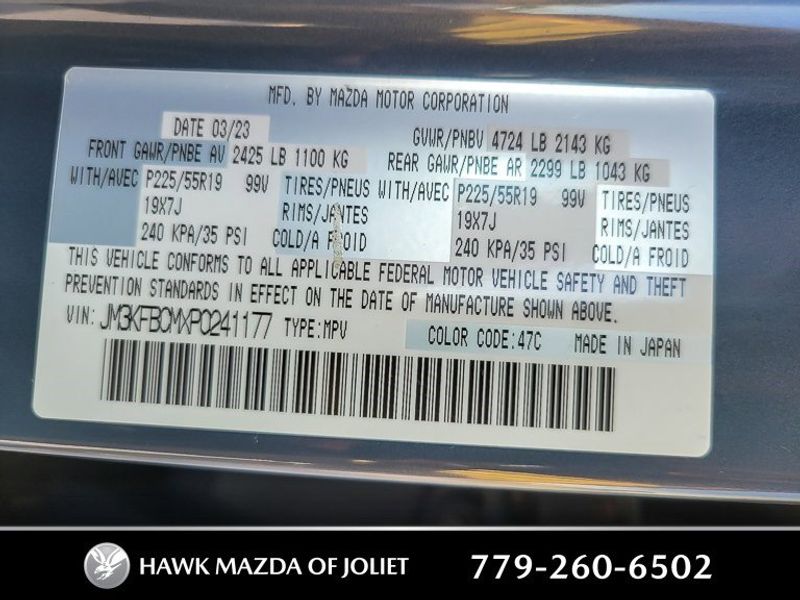 MFD. BY MAZDA MOTOR CORPORATION
DATE 03/23 GVWR/PNBV 4724 LB 2143 KG
FRONT GAWR/PNBE AV 2425 LB 1100 KG REAR GAWR/PNBE AR 2299 LB 1043 KG
WITH/AVEC P225/55R19 99V TIRES/PNEUS WITH/AVEC P225/55R19 99V TIRES/PNEUS
19X7J RIMS/JANTES 19X7J RIMS/JANTES
240 KPA/35 PSI COLD/A FROID 240 KPA/35 PSI COLD/A FROID
THIS VEHICLE CONFORMS TO ALL APPLICABLE FEDERAL MOTOR VEHICLE SAFETY AND THEFT
PREVENTION STANDARDS IN EFFECT ON THE DATE OF MANUFACTURE SHOWN ABOVE.
VIN: JM3KFBCMXP0241177 TYPE:MPV COLOR CODE:47C MADE IN JAPAN
HAWK MAZDA OF JOLIET 779-260-6502